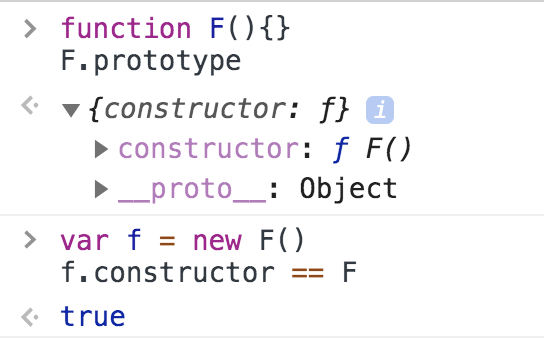 function F(){}
F.prototype
{constructor: ƒ} i
constructor: ƒ F()
__proto__: Object
var f = new F()
f.constructor == F
true